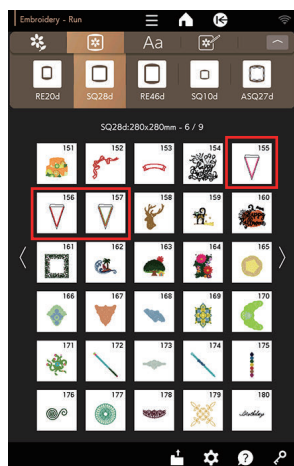 Embroidery - Run
Aa
RE20d SQ28d RE46d SQ10d ASQ27d
SQ28d:280x280mm - 6 / 9
151 152 153 154 155
156 157 158 159 160
161 162 163 164 165
166 167 168 169 170
171 172 173 174 175
176 177 178 179 180
Birthday